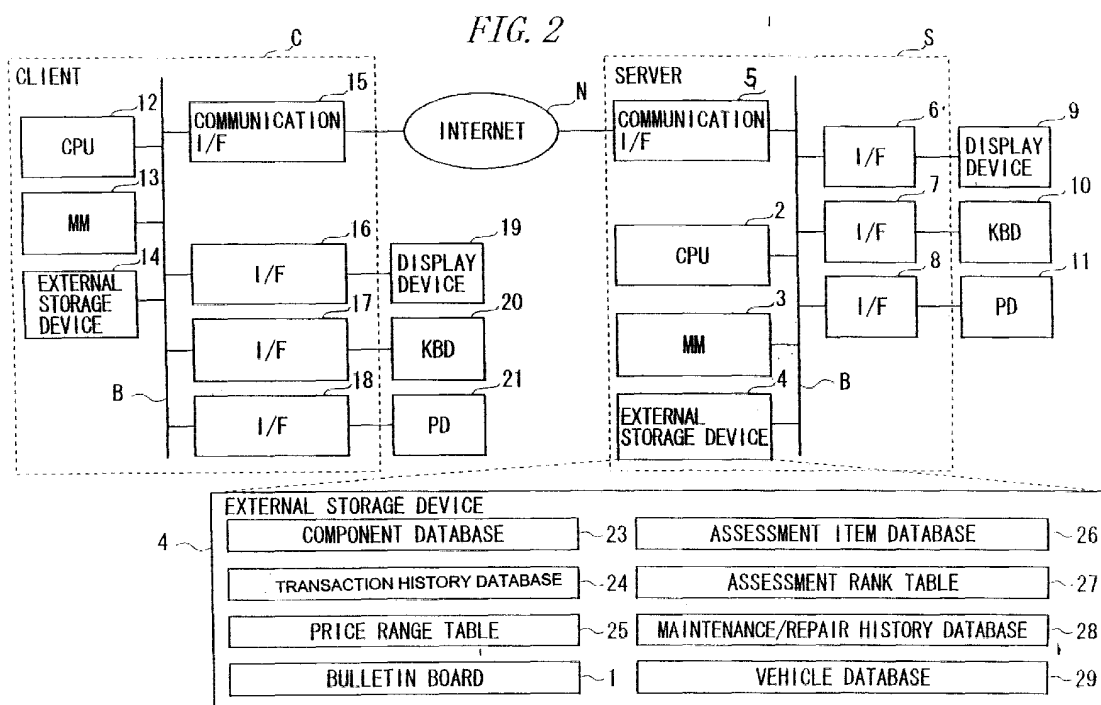 FIG. 2
C
S
CLIENT
12
CPU
13
MM
14
EXTERNAL
STORAGE
DEVICE
15
COMMUNICATION
I/F
N
INTERNET
16
I/F
19
DISPLAY
DEVICE
17
I/F
20
KBD
18
I/F
21
PD
B
SERVER
5
COMMUNICATION
I/F
2
CPU
3
MM
4
EXTERNAL
STORAGE DEVICE
6
I/F
9
DISPLAY
DEVICE
7
I/F
10
KBD
8
I/F
11
PD
B
4
EXTERNAL STORAGE DEVICE
COMPONENT DATABASE 23
ASSESSMENT ITEM DATABASE 26
TRANSACTION HISTORY DATABASE 24
ASSESSMENT RANK TABLE 27
PRICE RANGE TABLE 25
MAINTENANCE/REPAIR HISTORY DATABASE 28
BULLETIN BOARD 1
VEHICLE DATABASE 29